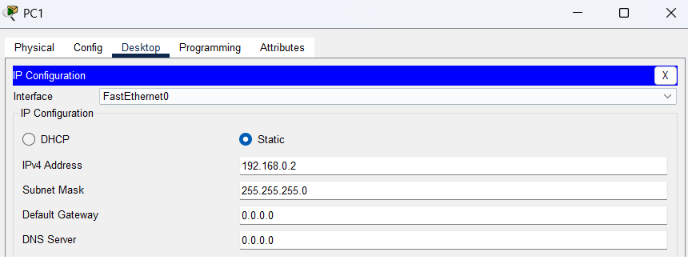 PC1
Physical Config Desktop Programming Attributes
IP Configuration X
Interface FastEthernet0
IP Configuration
DHCP Static
IPv4 Address 192.168.0.2
Subnet Mask 255.255.255.0
Default Gateway 0.0.0.0
DNS Server 0.0.0.0